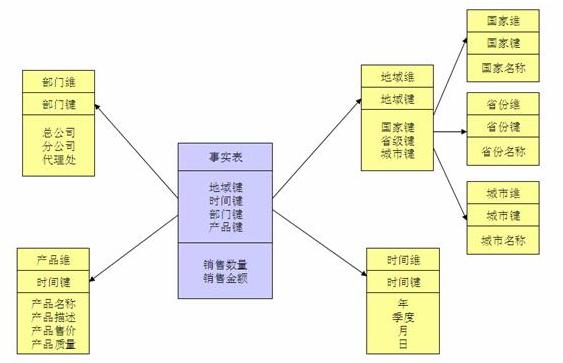 部门维
部门键
总公司
分公司
代理处
产品维
时间键
产品名称
产品描述
产品售价
产品质量
事实表
地域键
时间键
部门键
产品键
销售数量
销售金额
地域维
地域键
国家键
省级键
城市键
时间维
时间键
年
季度
月
日
国家维
国家键
国家名称
省份维
省份键
省份名称
城市维
城市键
城市名称